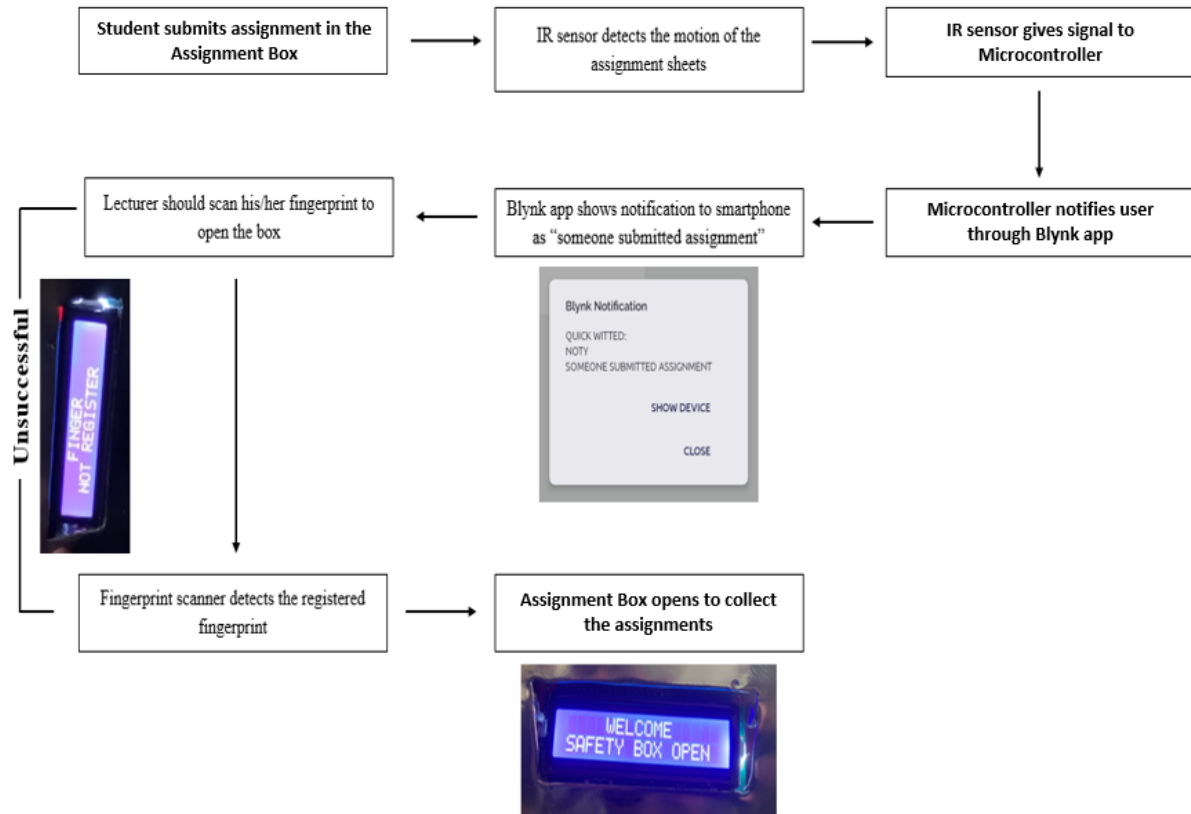 Student submits assignment in the
Assignment Box
IR sensor detects the motion of the
assignment sheets
IR sensor gives signal to
Microcontroller
Microcontroller notifies user
through Blynk app
Blynk app shows notification to smartphone
as “someone submitted assignment”
Lecturer should scan his/her fingerprint to
open the box
Unsuccessful
FINGER
NOT REGISTER
Blynk Notification
QUICK WITTED:
NOTY
SOMEONE SUBMITTED ASSIGNMENT
SHOW DEVICE
CLOSE
Fingerprint scanner detects the registered
fingerprint
Assignment Box opens to collect
the assignments
WELCOME
SAFETY BOX OPEN